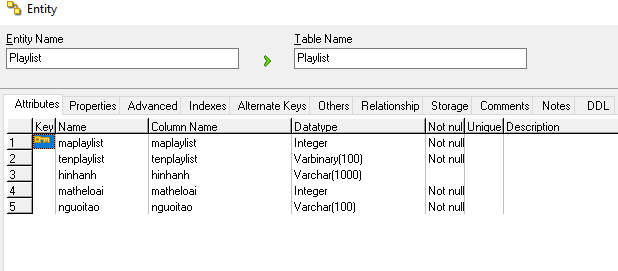 Entity
Entity Name Table Name
Playlist Playlist
Attributes Properties Advanced Indexes Alternate Keys Others Relationship Storage Comments Notes DDL
Key Name Column Name Datatype Not nul Unique Description
1 maplaylist maplaylist Integer Not null
2 tenplaylist tenplaylist Varbinary(100) Not null
3 hinhanh hinhanh Varchar(1000)
4 matheloai matheloai Integer Not null
5 nguoitao nguoitao Varchar(100) Not null